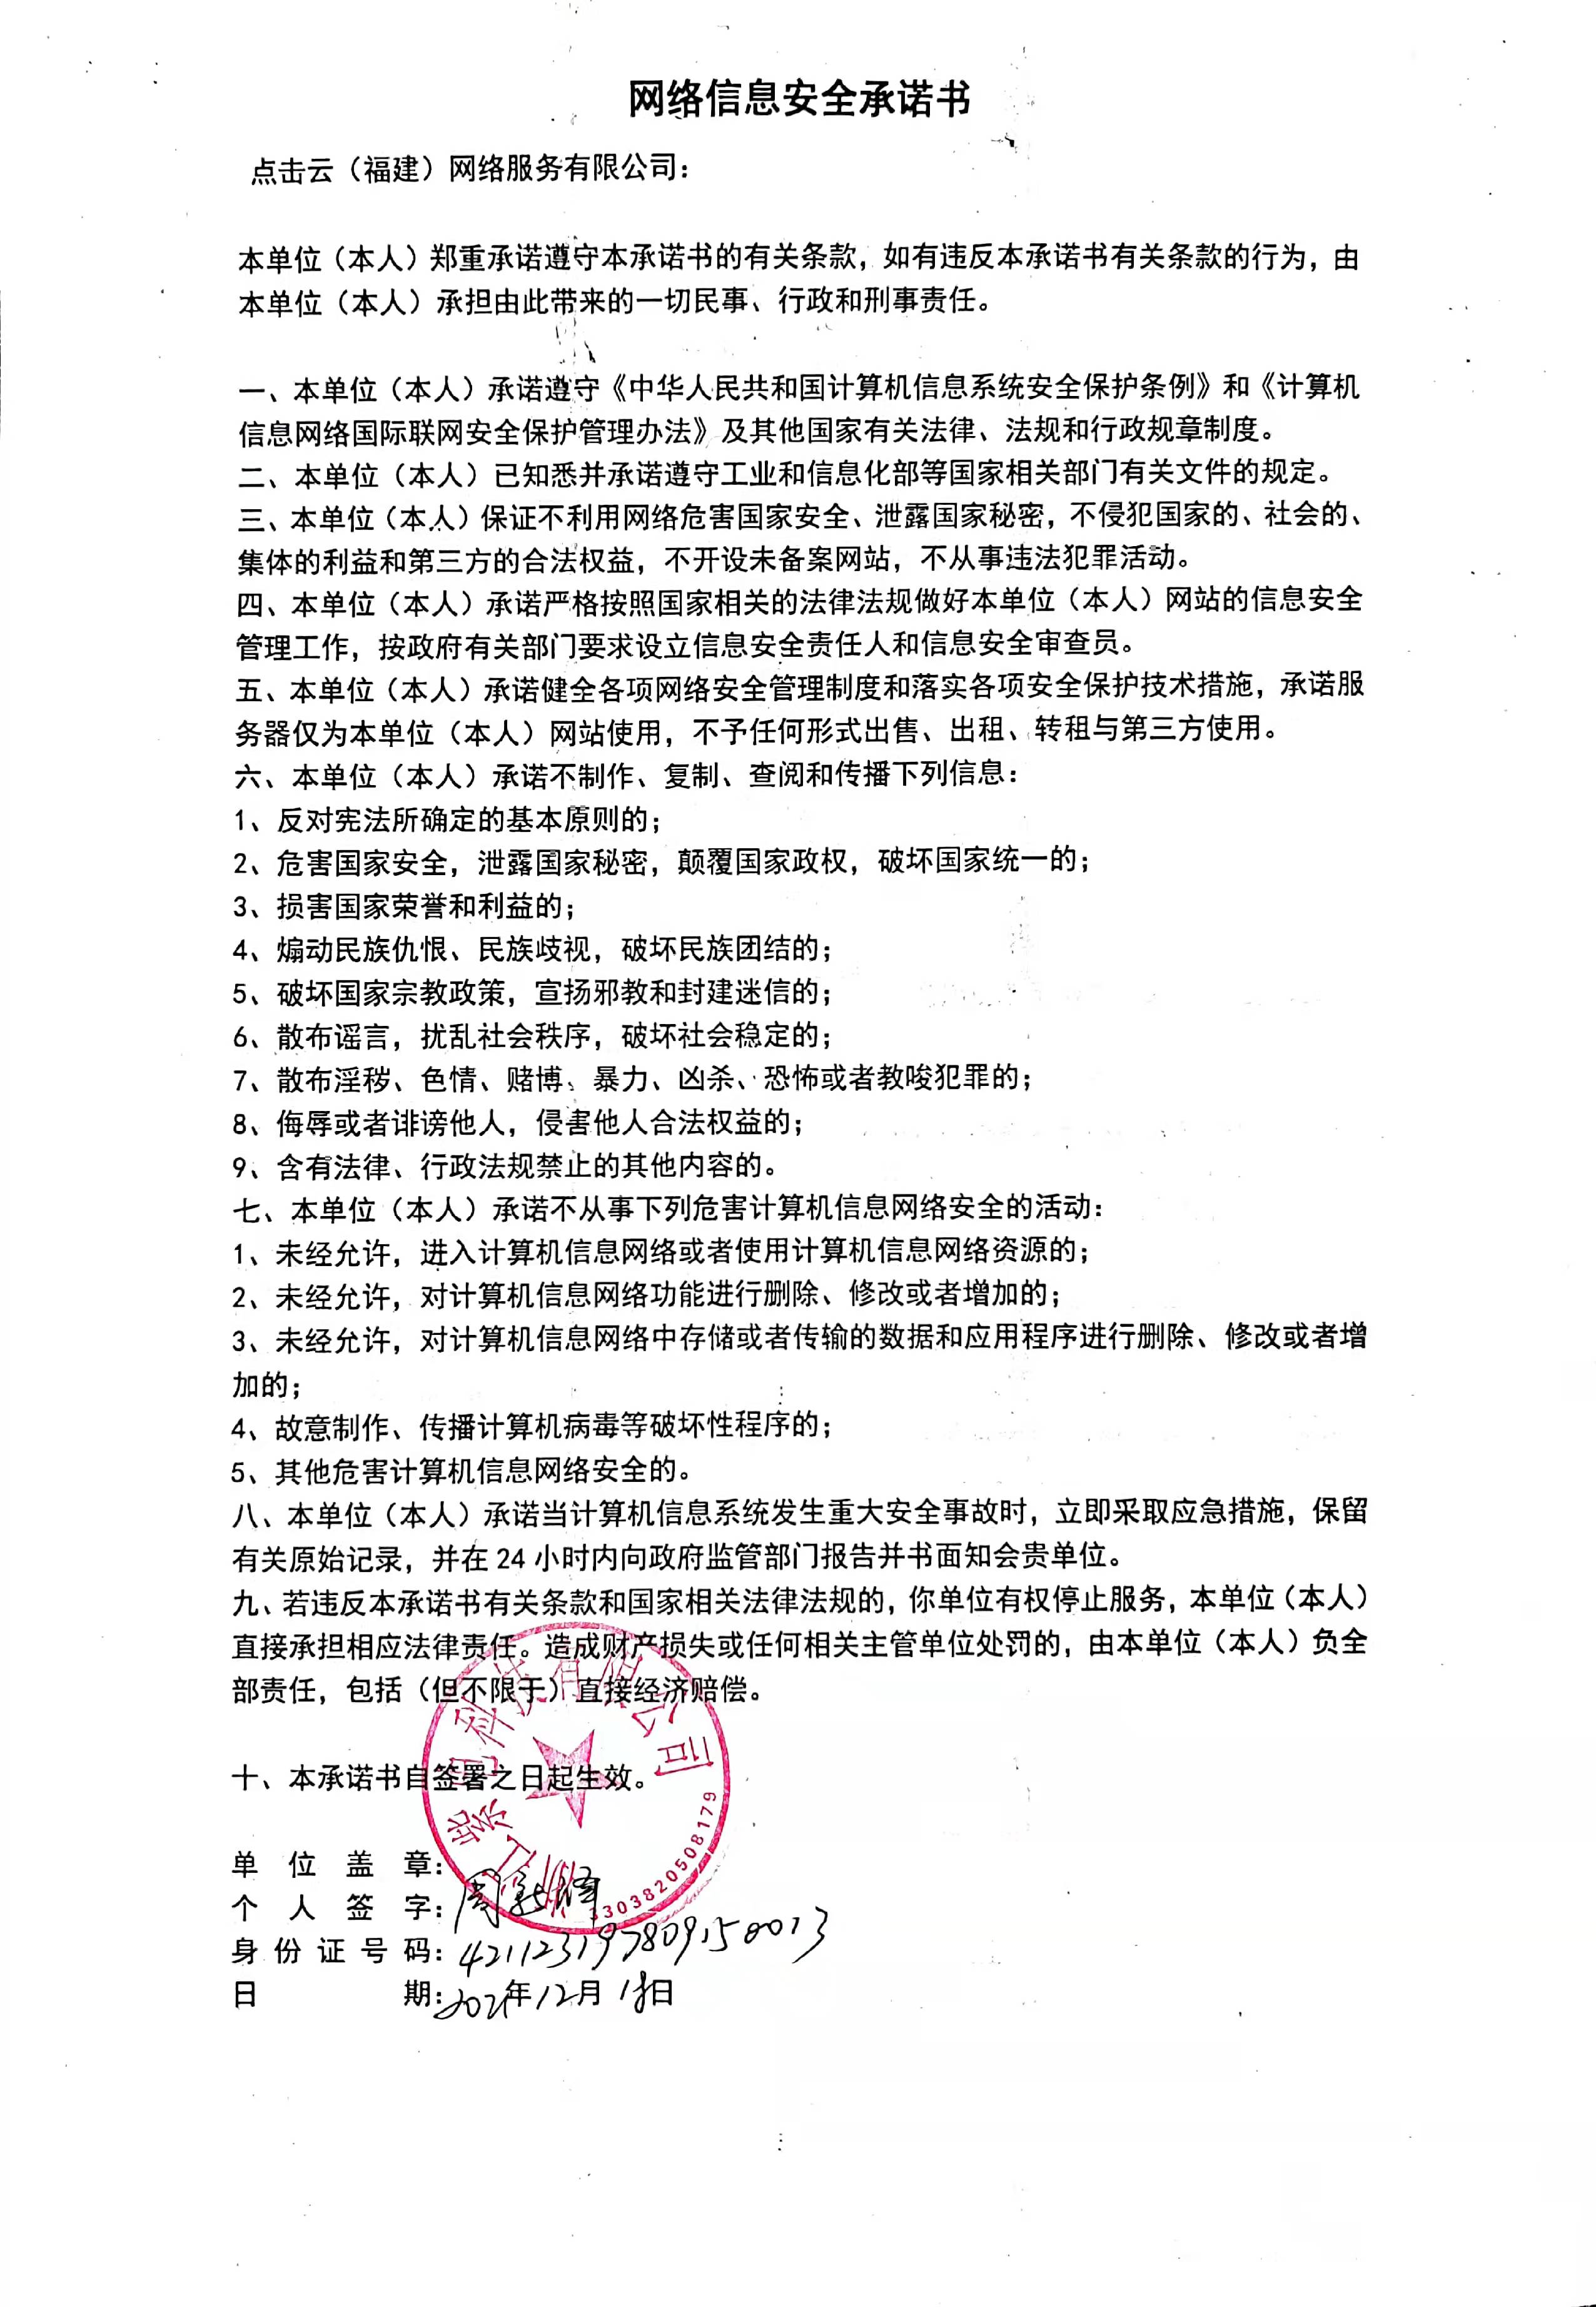 网络信息安全承诺书
点击云（福建）网络服务有限公司：
本单位（本人）郑重承诺遵守本承诺书的有关条款，如有违反本承诺书有关条款的行为，由
本单位（本人）承担由此带来的一切民事、行政和刑事责任。
一、本单位（本人）承诺遵守《中华人民共和国计算机信息系统安全保护条例》和《计算机
信息网络国际联网安全保护管理办法》及其他国家有关法律、法规和行政规章制度。
二、本单位（本人）已知悉并承诺遵守工业和信息化部等国家相关部门有关文件的规定。
三、本单位（本人）保证不利用网络危害国家安全、泄露国家秘密，不侵犯国家的、社会的、
集体的利益和第三方的合法权益，不开设未备案网站，不从事违法犯罪活动。
四、本单位（本人）承诺严格按照国家相关的法律法规做好本单位（本人）网站的信息安全
管理工作，按政府有关部门要求设立信息安全责任人和信息安全审查员。
五、本单位（本人）承诺健全各项网络安全管理制度和落实各项安全保护技术措施，承诺服
务器仅为本单位（本人）网站使用，不予任何形式出售、出租、转租与第三方使用。
六、本单位（本人）承诺不制作、复制、查阅和传播下列信息：
1、反对宪法所确定的基本原则的；
2、危害国家安全，泄露国家秘密，颠覆国家政权，破坏国家统一的；
3、损害国家荣誉和利益的；
4、煽动民族仇恨、民族歧视，破坏民族团结的；
5、破坏国家宗教政策，宣扬邪教和封建迷信的；
6、散布谣言，扰乱社会秩序，破坏社会稳定的；
7、散布淫秽、色情、赌博、暴力、凶杀、恐怖或者教唆犯罪的；
8、侮辱或者诽谤他人，侵害他人合法权益的；
9、含有法律、行政法规禁止的其他内容的。
七、本单位（本人）承诺不从事下列危害计算机信息网络安全的活动：
1、未经允许，进入计算机信息网络或者使用计算机信息网络资源的；
2、未经允许，对计算机信息网络功能进行删除、修改或者增加的；
3、未经允许，对计算机信息网络中存储或者传输的数据和应用程序进行删除、修改或者增
加的；
4、故意制作、传播计算机病毒等破坏性程序的；
5、其他危害计算机信息网络安全的。
八、本单位（本人）承诺当计算机信息系统发生重大安全事故时，立即采取应急措施，保留
有关原始记录，并在 24 小时内向政府监管部门报告并书面知会贵单位。
九、若违反本承诺书有关条款和国家相关法律法规的，你单位有权停止服务，本单位（本人）
直接承担相应法律责任。造成财产损失或任何相关主管单位处罚的，由本单位（本人）负全
部责任，包括（但不限于）直接经济赔偿。
十、本承诺书自签署之日起生效。
科技有限公司
3303820508179
单位盖章：
个人签字：周
身份证号码：421123197809150013
日期：2021年12月18日